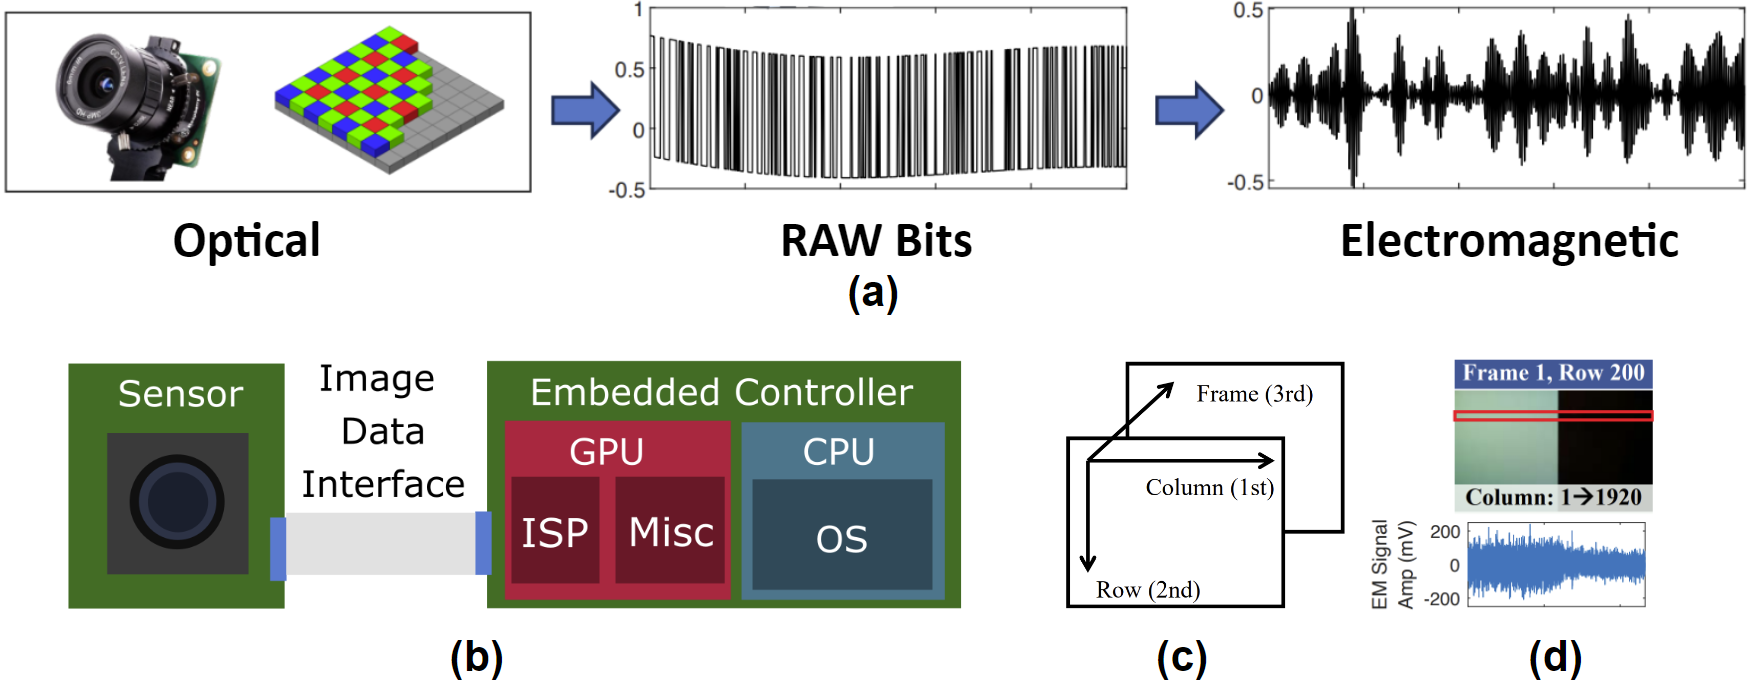 1
0.5
0
-0.5
0.5
0
-0.5
Optical
RAW Bits
Electromagnetic
(a)
Sensor
Image
Data
Interface
Embedded Controller
GPU
CPU
ISP
Misc
OS
(b)
Frame (3rd)
Column (1st)
Row (2nd)
(c)
Frame 1, Row 200
Column: 1→1920
EM Signal
Amp (mV)
200
0
-200
(d)